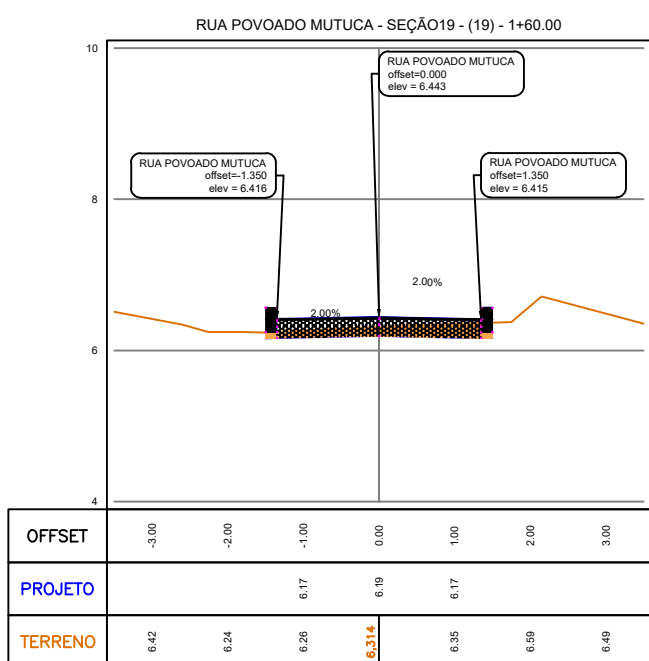 RUA POVOADO MUTUCA - SEÇÃO19 - (19) - 1+60.00
10
RUA POVOADO MUTUCA
offset=0.000
elev = 6.443
RUA POVOADO MUTUCA
offset=-1.350
elev = 6.416
RUA POVOADO MUTUCA
offset=1.350
elev = 6.415
8
2.00%
2.00%
6
4
OFFSET -3.00 -2.00 -1.00 0.00 1.00 2.00 3.00
PROJETO 6.17 6.19 6.17
TERRENO 6.42 6.24 6.26 6,314 6.35 6.59 6.49